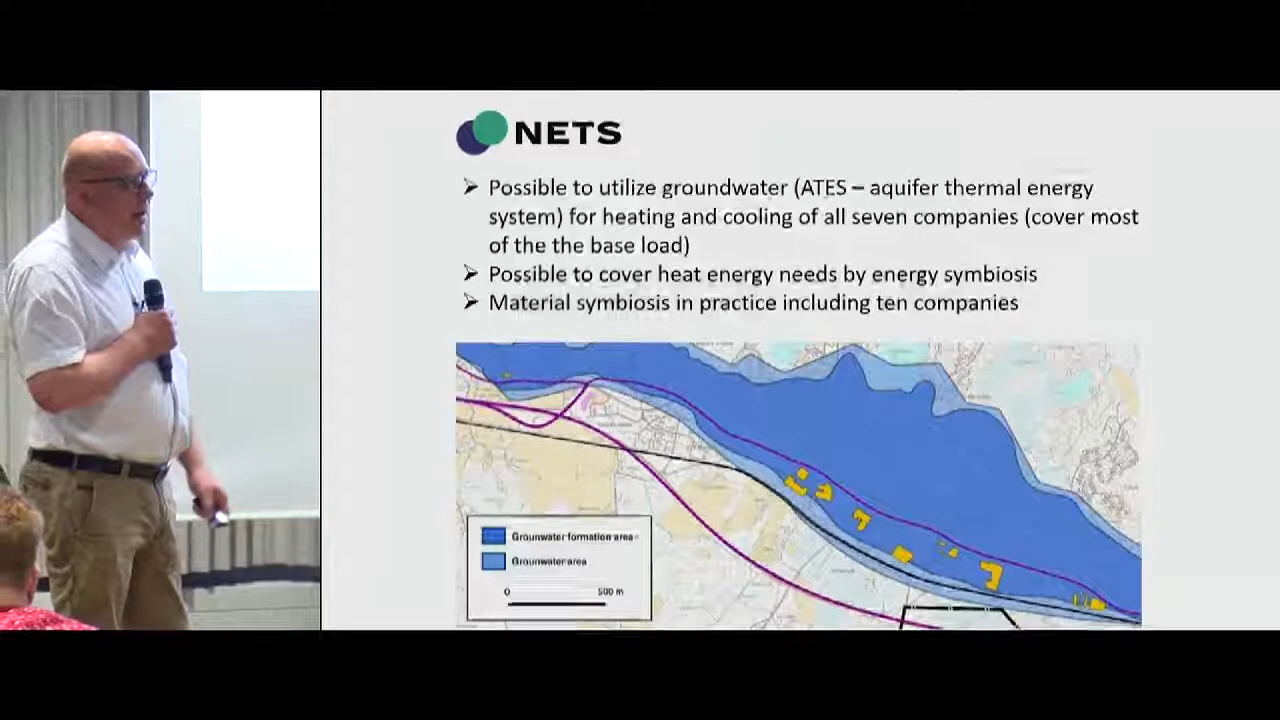 NETS
➢ Possible to utilize groundwater (ATES – aquifer thermal energy
system) for heating and cooling of all seven companies (cover most
of the the base load)
➢ Possible to cover heat energy needs by energy symbiosis
➢ Material symbiosis in practice including ten companies
Grounwater formation area
Grounwater area
0 500 m